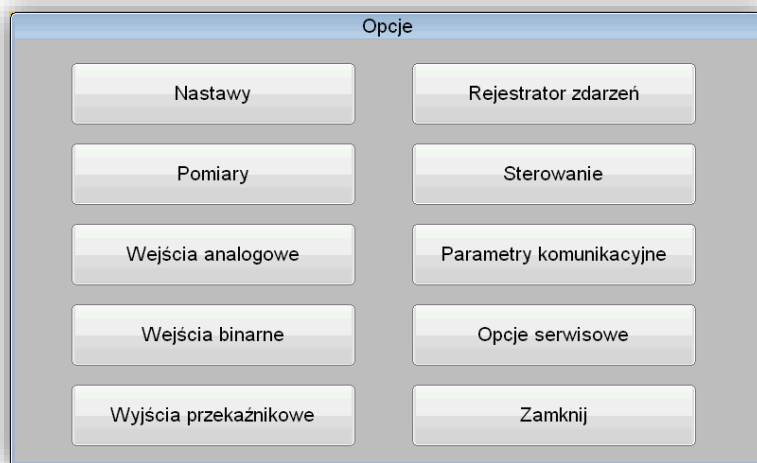 Opcje
Nastawy
Rejestrator zdarzeń
Pomiary
Sterowanie
Wejścia analogowe
Parametry komunikacyjne
Wejścia binarne
Opcje serwisowe
Wyjścia przekaźnikowe
Zamknij